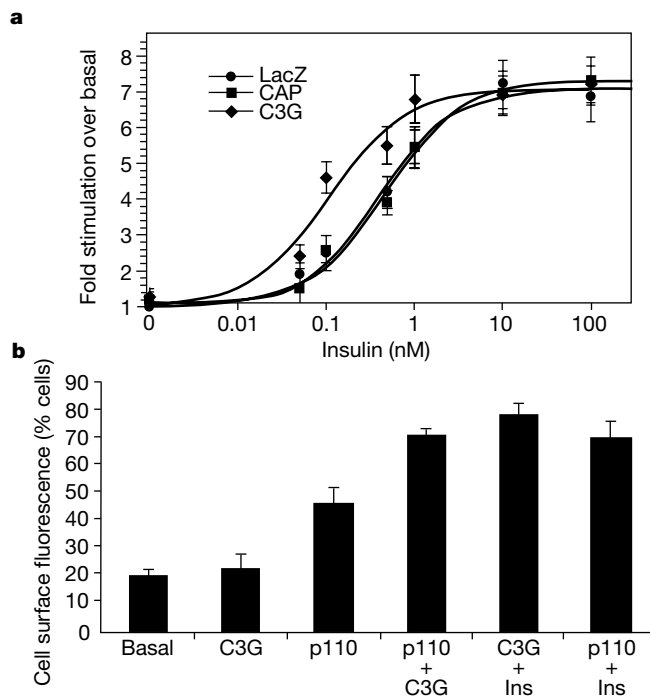 a
Fold stimulation over basal
8
7
6
5
4
3
2
1
LacZ
CAP
C3G
0 0.01 0.1 1 10 100
Insulin (nM)
b
Cell surface fluorescence (% cells)
90
80
70
60
50
40
30
20
10
0
Basal C3G p110 p110 C3G p110
+ + +
C3G Ins Ins